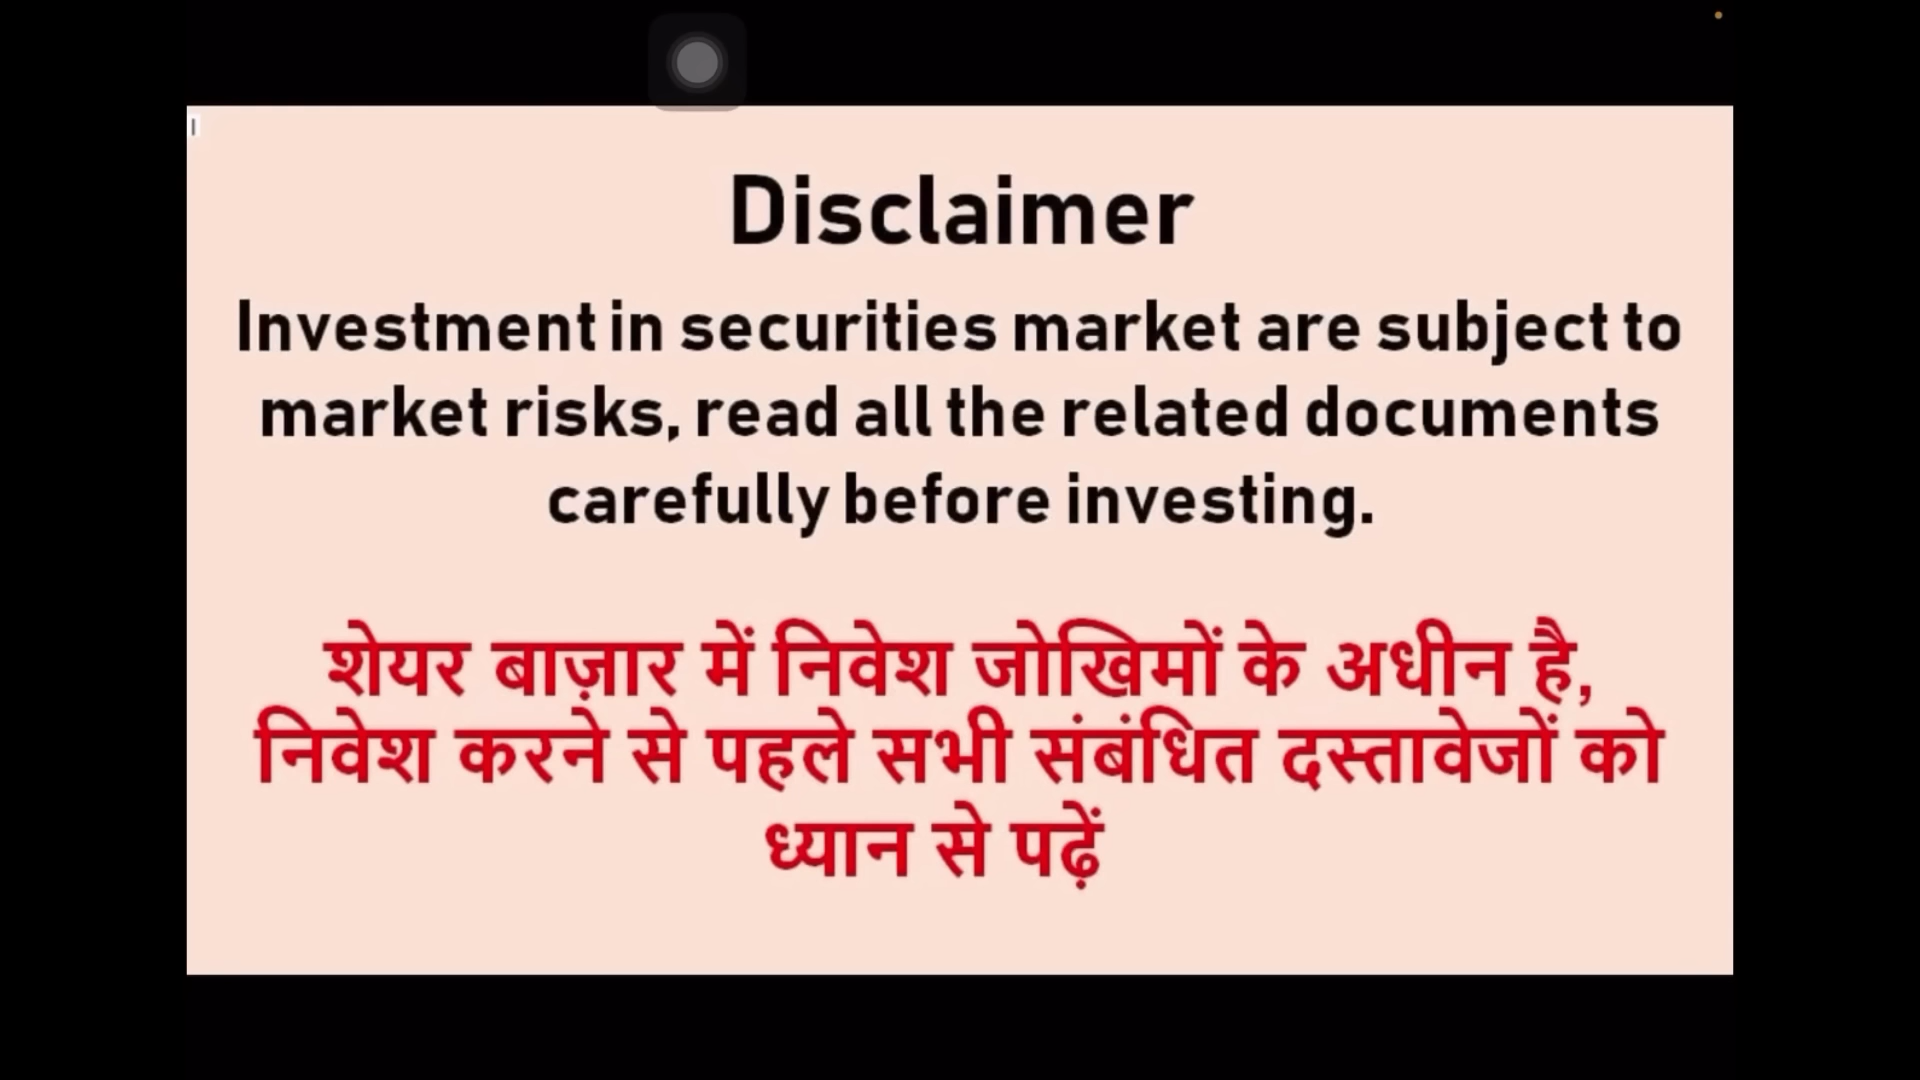 Disclaimer
Investment in securities market are subject to
market risks, read all the related documents
carefully before investing.
शेयर बाज़ार में निवेश जोखिमों के अधीन है,
निवेश करने से पहले सभी संबंधित दस्तावेजों को
ध्यान से पढ़ें